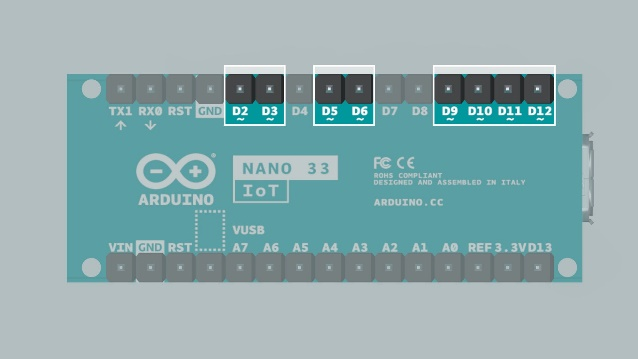 TX1 RX0 RST GND D2 D3 D4 D5 D6 D7 D8 D9 D10 D11 D12
~ ~ ~ ~ ~ ~ ~ ~
NANO 33
IoT
ARDUINO
FC CE
ROHS COMPLIANT
DESIGNED AND ASSEMBLED IN ITALY
ARDUINO.CC
VUSB
VIN GND RST A7 A6 A5 A4 A3 A2 A1 A0 REF 3.3V D13